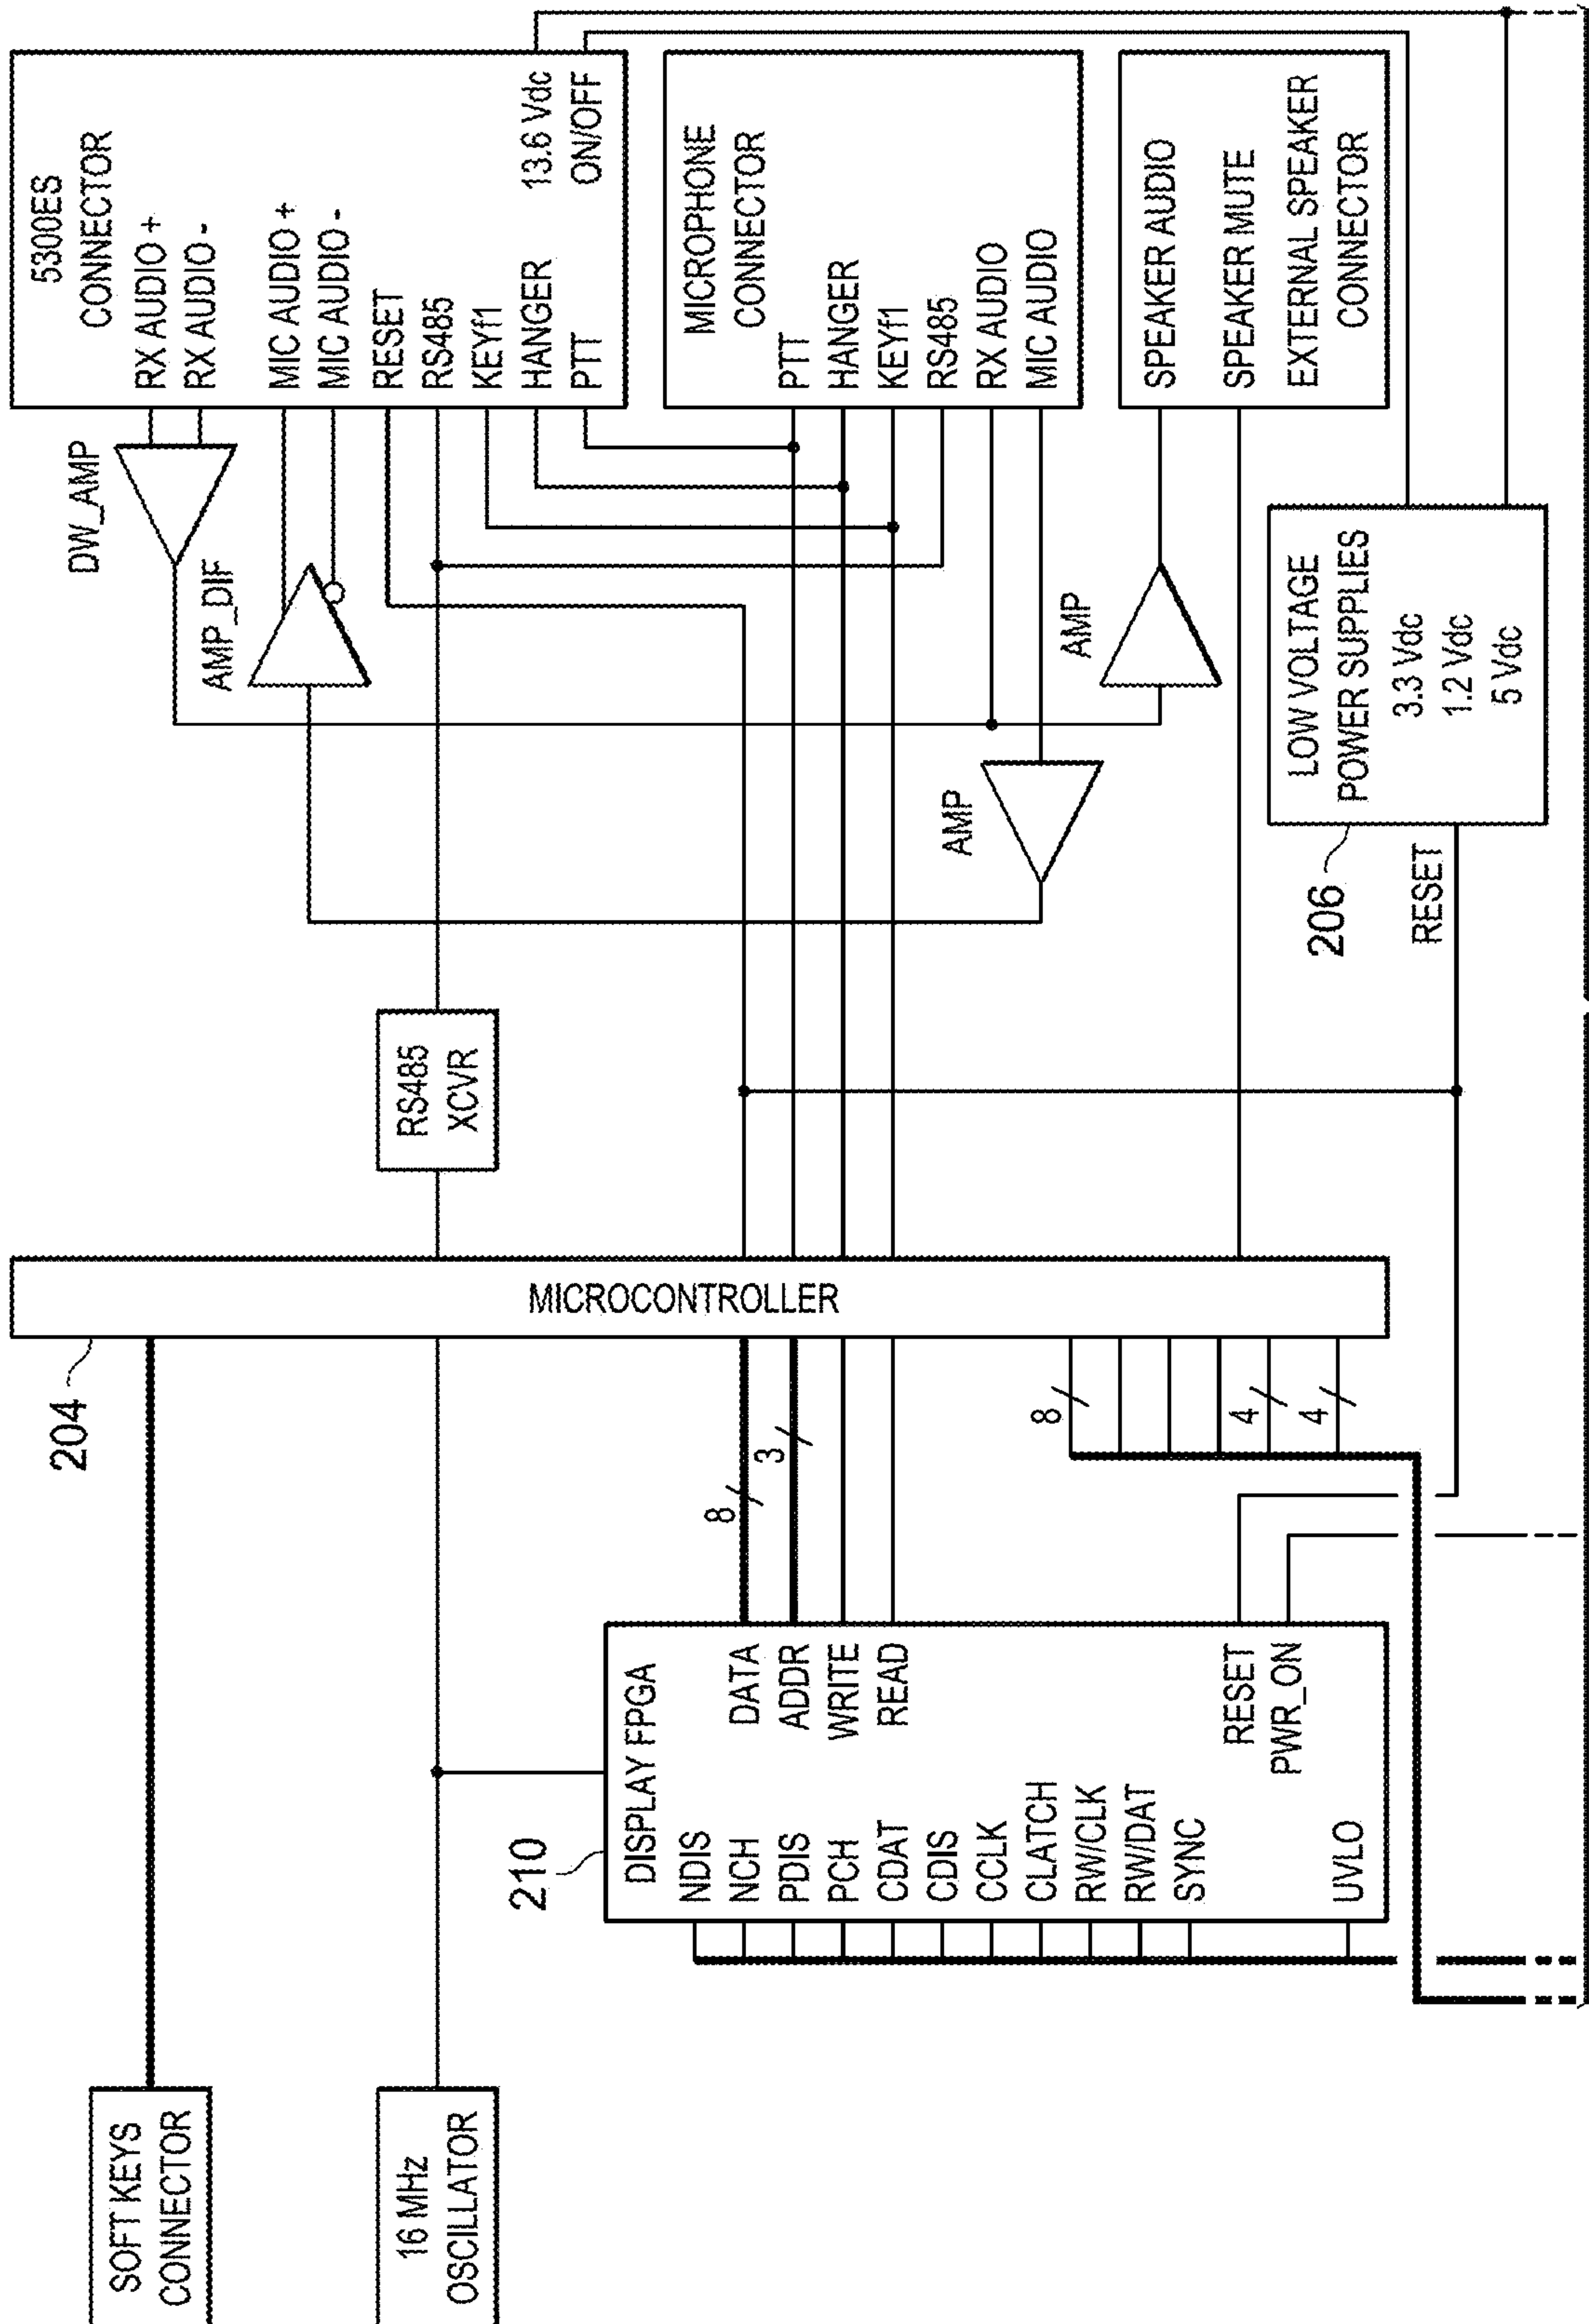 SOFT KEYS
CONNECTOR
16 MHz
OSCILLATOR
204
MICROCONTROLLER
RS485
XCVR
210
DISPLAY FPGA
NDIS
NCH
PDIS
PCH
CDAT
CDIS
CCLK
CLATCH
RW/CLK
RW/DAT
SYNC
UVLO
DATA
ADDR
WRITE
READ
RESET
PWR_ON
8
3
8
4
4
DW_AMP
AMP_DIF
AMP
AMP
5300ES
CONNECTOR
RX AUDIO +
RX AUDIO -
MIC AUDIO +
MIC AUDIO -
RESET
RS485
KEYf1
HANGER
PTT
13.6 Vdc
ON/OFF
MICROPHONE
CONNECTOR
PTT
HANGER
KEYf1
RS485
RX AUDIO
MIC AUDIO
SPEAKER AUDIO
SPEAKER MUTE
EXTERNAL SPEAKER
CONNECTOR
206
RESET
LOW VOLTAGE
POWER SUPPLIES
3.3 Vdc
1.2 Vdc
5 Vdc